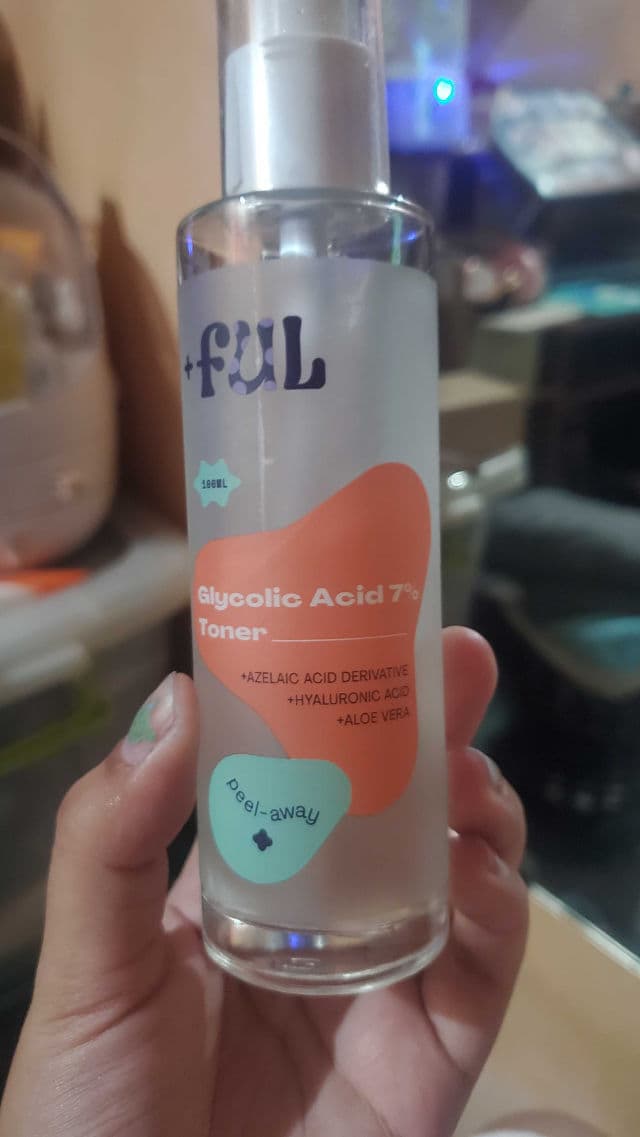 +fUL
100ML
Glycolic Acid 7%
Toner
+AZELAIC ACID DERIVATIVE
+HYALURONIC ACID
+ALOE VERA
peel-away